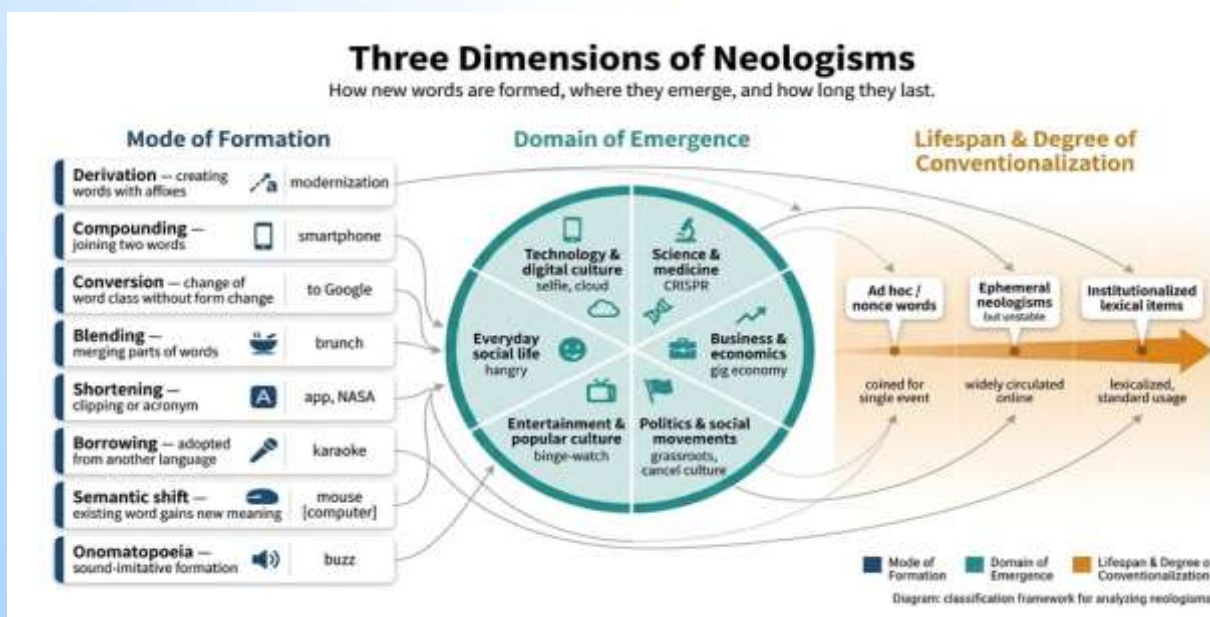 Three Dimensions of Neologisms
How new words are formed, where they emerge, and how long they last.
Mode of Formation
Derivation — creating
words with affixes
a
modernization
Compounding —
joining two words
smartphone
Conversion — change of
word class without form change
to Google
Blending —
merging parts of words
brunch
Shortening —
clipping or acronym
A
app, NASA
Borrowing — adopted
from another language
karaoke
Semantic shift —
existing word gains new meaning
mouse
[computer]
Onomatopoeia —
sound-imitative formation
buzz
Domain of Emergence
Technology &
digital culture
selfie, cloud
Science &
medicine
CRISPR
Everyday
social life
hangry
Business &
economics
gig economy
Entertainment &
popular culture
binge-watch
Politics & social
movements
grassroots,
cancel culture
Lifespan & Degree of
Conventionalization
Ad hoc /
nonce words
Ephemeral
neologisms
but unstable
Institutionalized
lexical items
coined for
single event
widely circulated
online
lexicalized,
standard usage
Mode of
Formation
Domain of
Emergence
Lifespan & Degree o
Conventionalization
Diagram: classification framework for analyzing neologisms